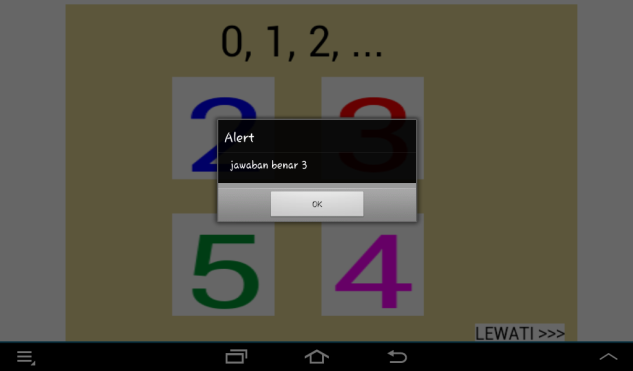 0, 1, 2, ...
2 3
Alert
jawaban benar 3
OK
5 4
LEWATI >>>